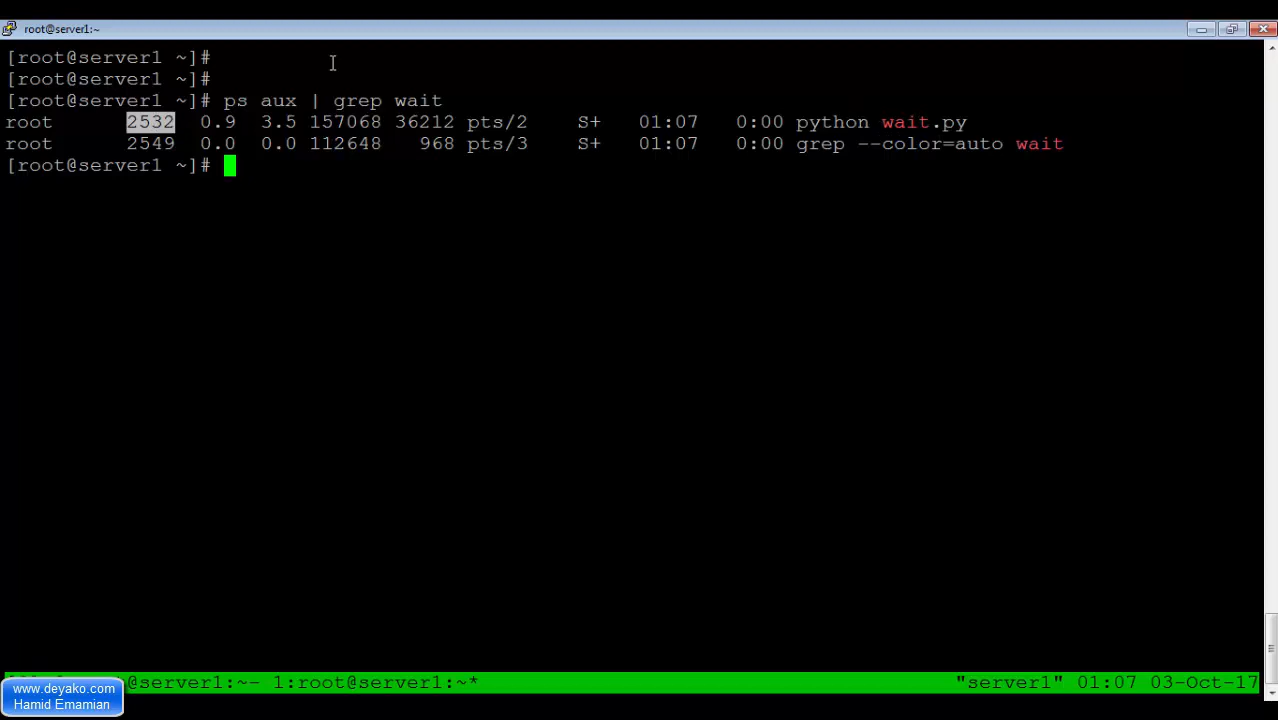 root@server1:~
[root@server1 ~]#
[root@server1 ~]#
[root@server1 ~]# ps aux | grep wait
root 2532 0.9 3.5 157068 36212 pts/2 S+ 01:07 0:00 python wait.py
root 2549 0.0 0.0 112648 968 pts/3 S+ 01:07 0:00 grep --color=auto wait
[root@server1 ~]#
@server1:~- 1:root@server1:~* "server1" 01:07 03-Oct-17
www.deyako.com
Hamid Emamian